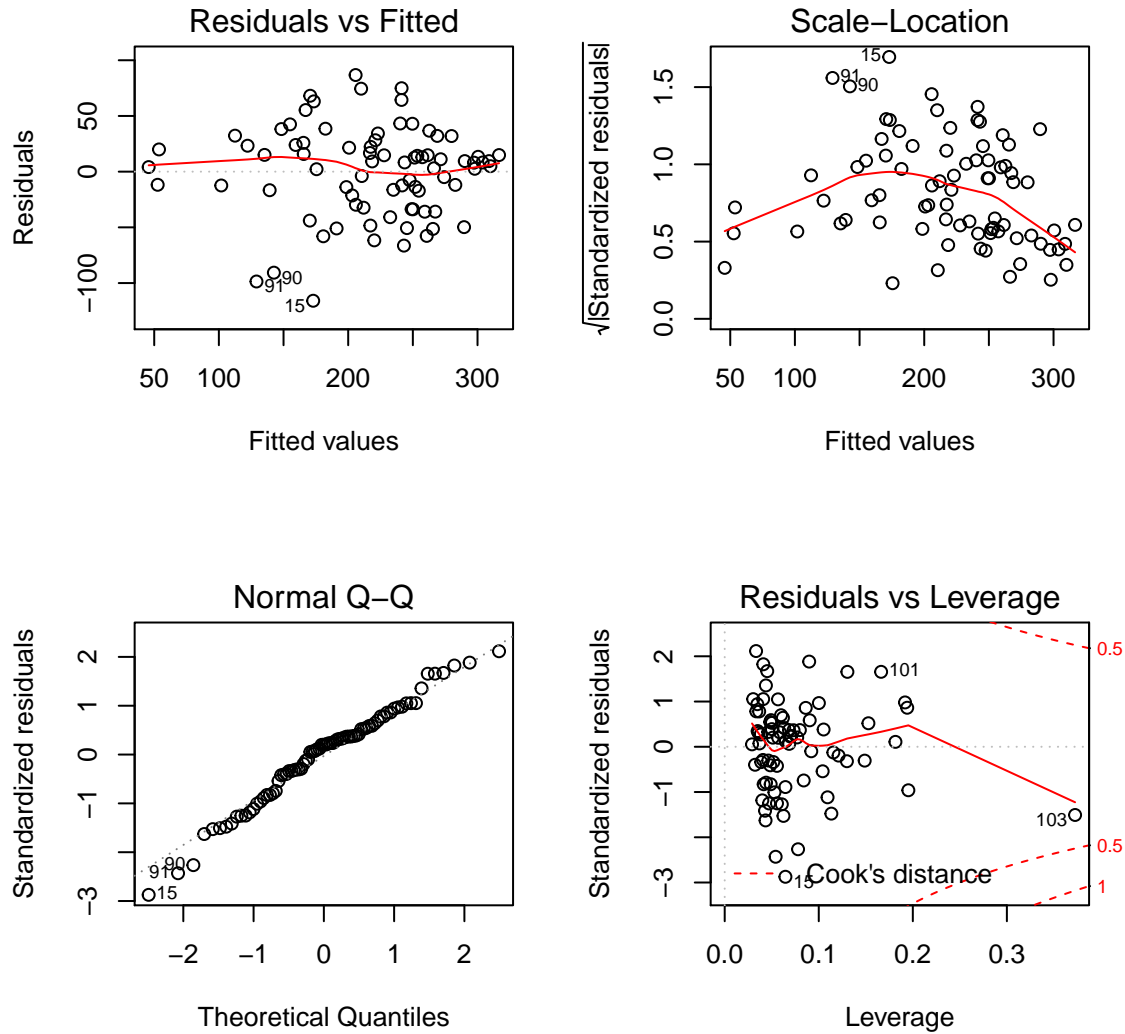 Residuals vs Fitted
Residuals
50
0
-100
91
90
15
50 100 200 300
Fitted values
Scale−Location
√|Standardized residuals|
1.5
1.0
0.5
0.0
15
91
90
50 100 200 300
Fitted values
Normal Q−Q
Standardized residuals
2
1
0
−1
−3
90
91
15
−2 −1 0 1 2
Theoretical Quantiles
Residuals vs Leverage
Standardized residuals
2
1
0
−1
−3
101
103
15
Cook's distance
0.5
0.5
1
0.0 0.1 0.2 0.3
Leverage